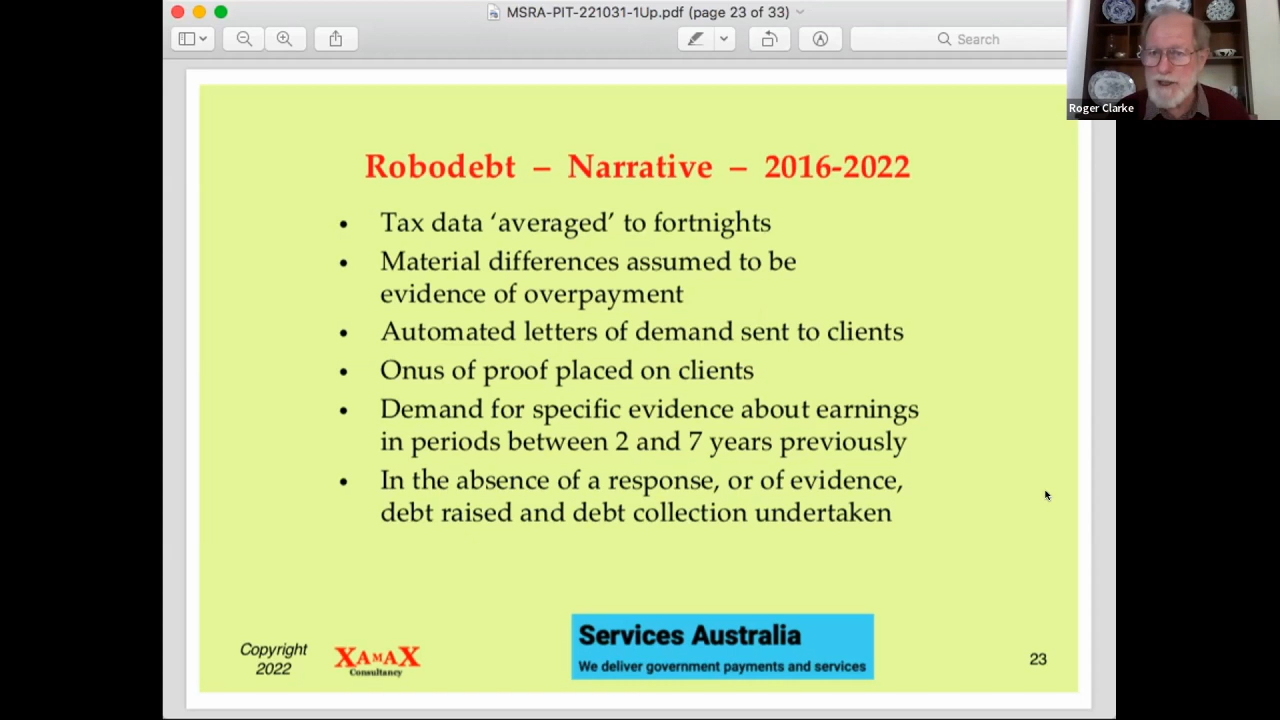 MSRA-PIT-221031-1Up.pdf (page 23 of 33)
Search
Roger Clarke
Robodebt – Narrative – 2016-2022
• Tax data ‘averaged’ to fortnights
• Material differences assumed to be
evidence of overpayment
• Automated letters of demand sent to clients
• Onus of proof placed on clients
• Demand for specific evidence about earnings
in periods between 2 and 7 years previously
• In the absence of a response, or of evidence,
debt raised and debt collection undertaken
Copyright
2022
XAMAX
Consultancy
Services Australia
We deliver government payments and services
23